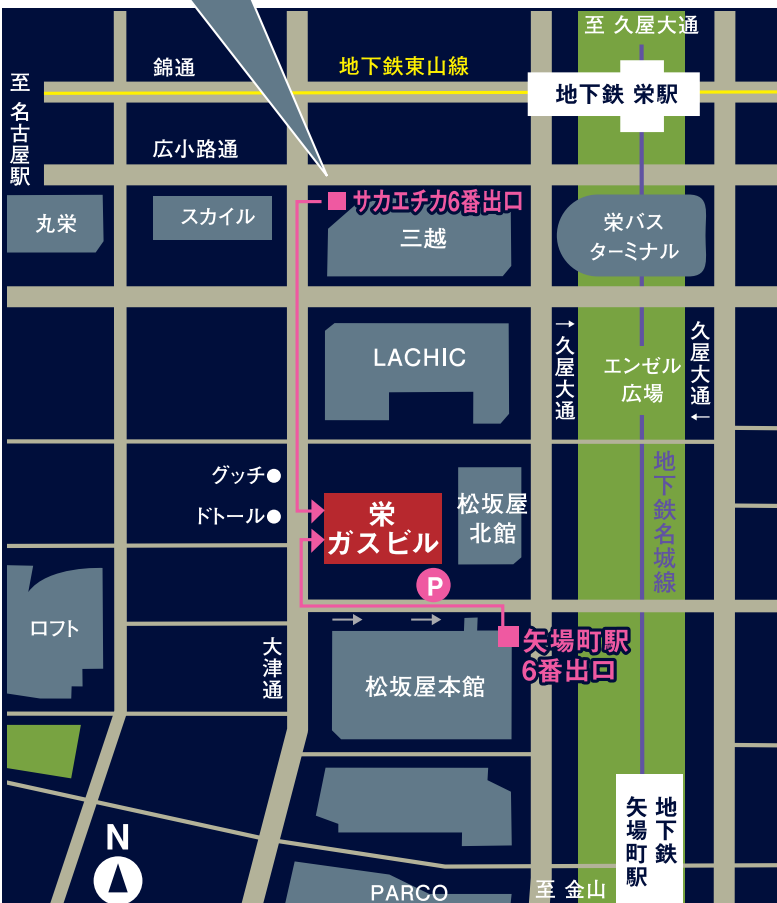 至 久屋大通
錦通
地下鉄東山線
至 名古屋駅
地下鉄 栄駅
広小路通
サカエチカ6番出口
丸栄
スカイル
三越
栄バス
ターミナル
LACHIC
→久屋大通
エンゼル
広場
久屋大通←
グッチ
ドトール
栄
ガスビル
松坂屋
北館
地下鉄名城線
P
ロフト
大津通
矢場町駅
6番出口
松坂屋本館
地下鉄
矢場町駅
N
PARCO
至 金山